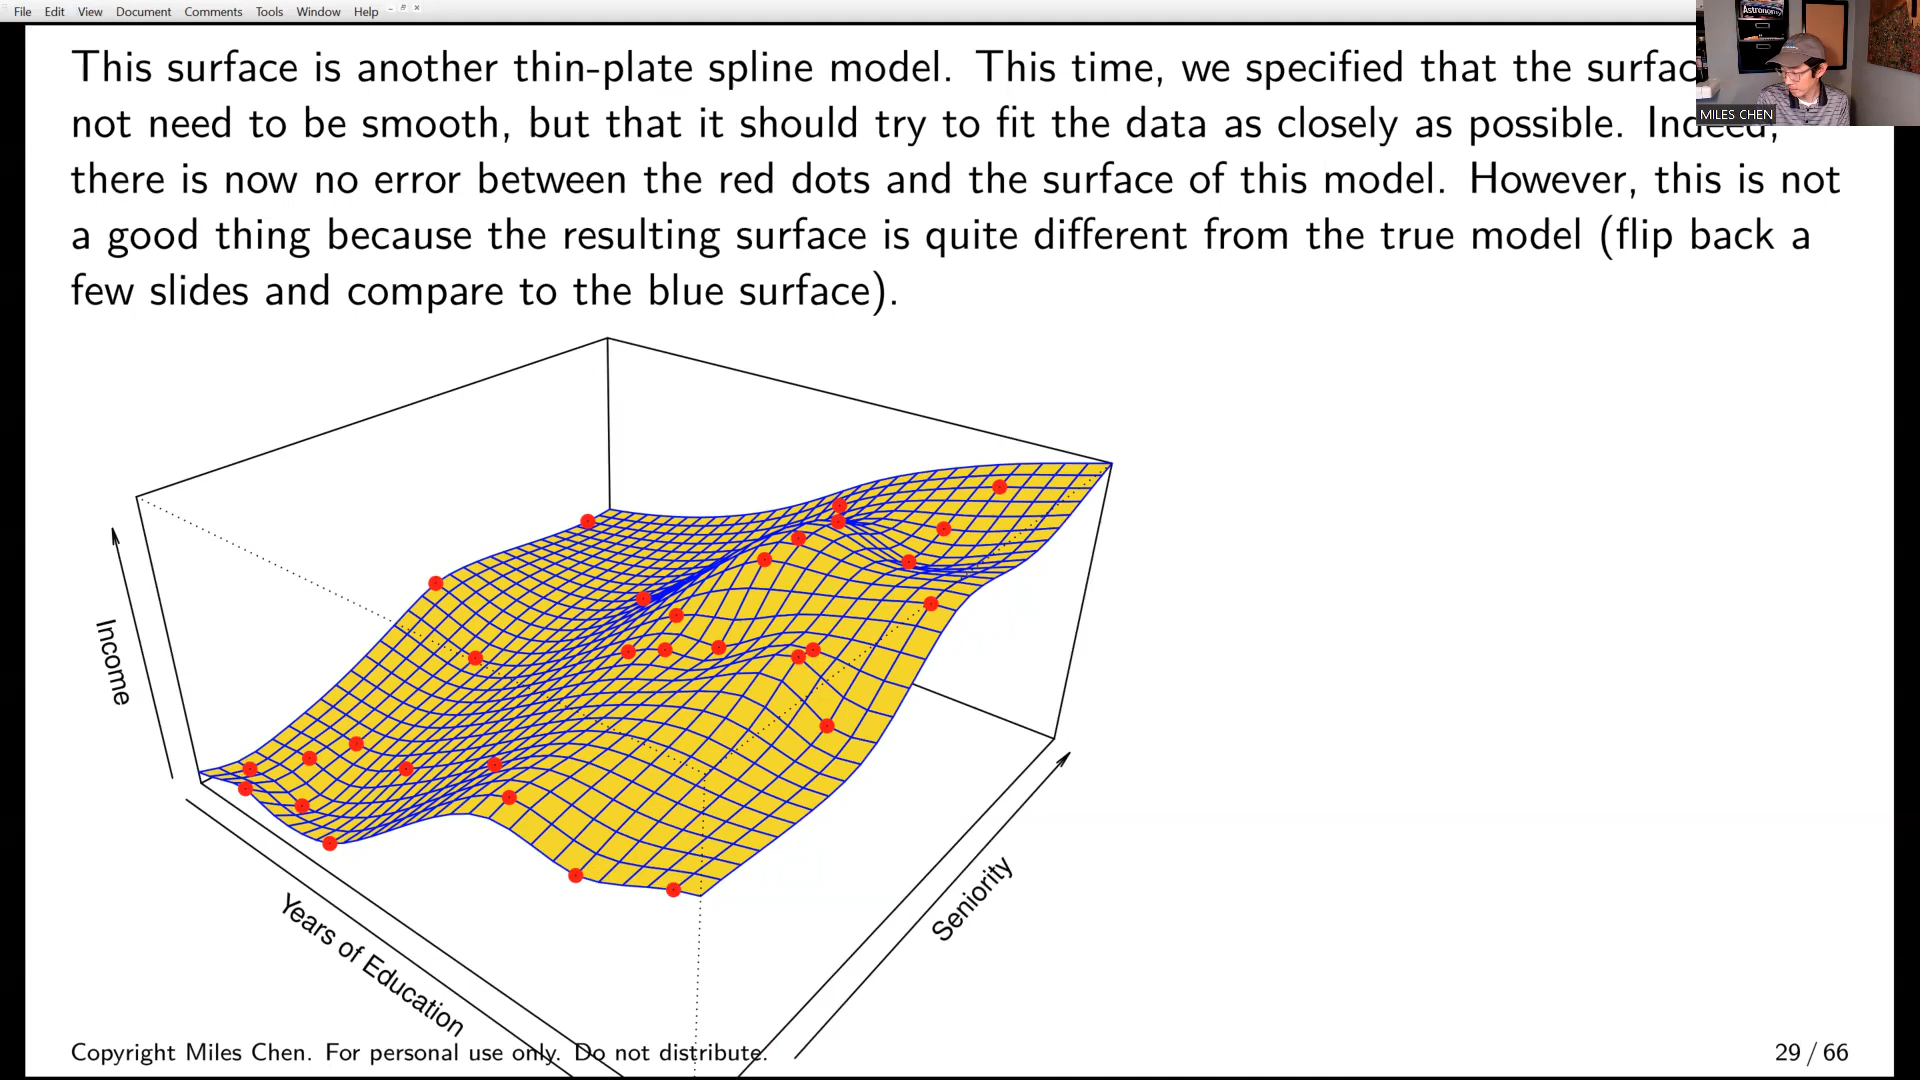 File Edit View Document Comments Tools Window Help
Astronomy
MILES CHEN
This surface is another thin-plate spline model. This time, we specified that the
not need to be smooth, but that it should try to fit the data as closely as possible. Indeed,
there is now no error between the red dots and the surface of this model. However, this is not
a good thing because the resulting surface is quite different from the true model (flip back a
few slides and compare to the blue surface).
Income
Years of Education
Seniority
Copyright Miles Chen. For personal use only. Do not distribute.
29 / 66